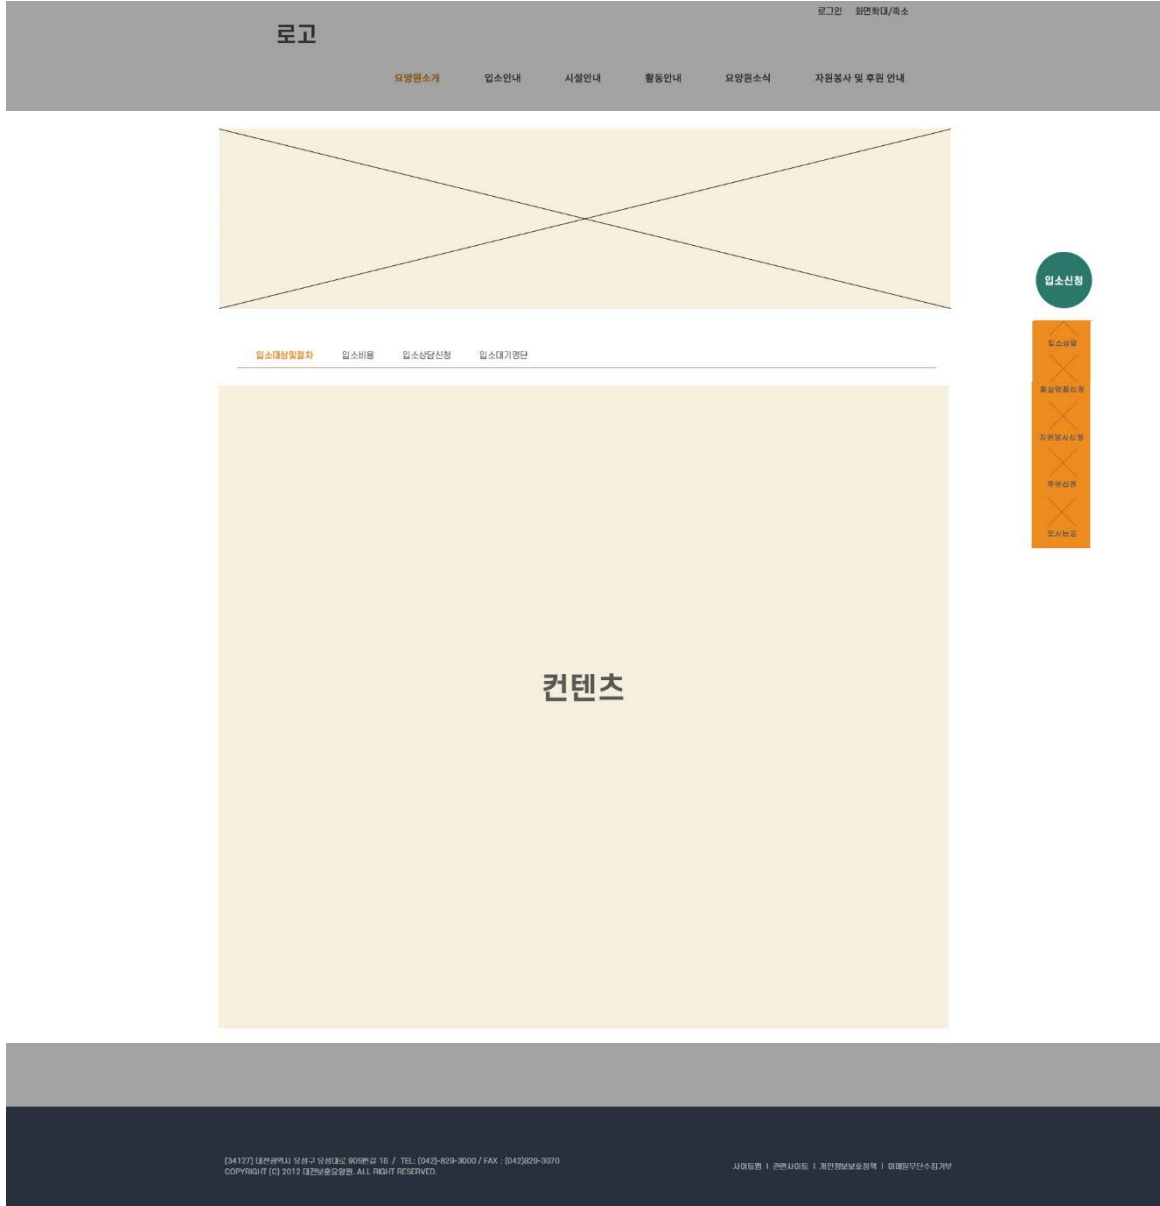 로그인 화면확대/축소
로고
요양원소개 입소안내 시설안내 활동안내 요양원소식 자원봉사 및 후원 안내
입소신청
입소대상및절차 입소비용 입소상담신청 입소대기명단
입소상담
화상면회신청
자원봉사신청
후원신청
오시는길
컨텐츠
(34127) 대전광역시 유성구 유성대로 905번길 16 / TEL: (042)-829-3000 / FAX : (042)829-3070
COPYRIGHT (C) 2012 대전보훈요양원. ALL RIGHT RESERVED.
사이트맵 | 관련사이트 | 개인정보보호정책 | 이메일무단수집거부